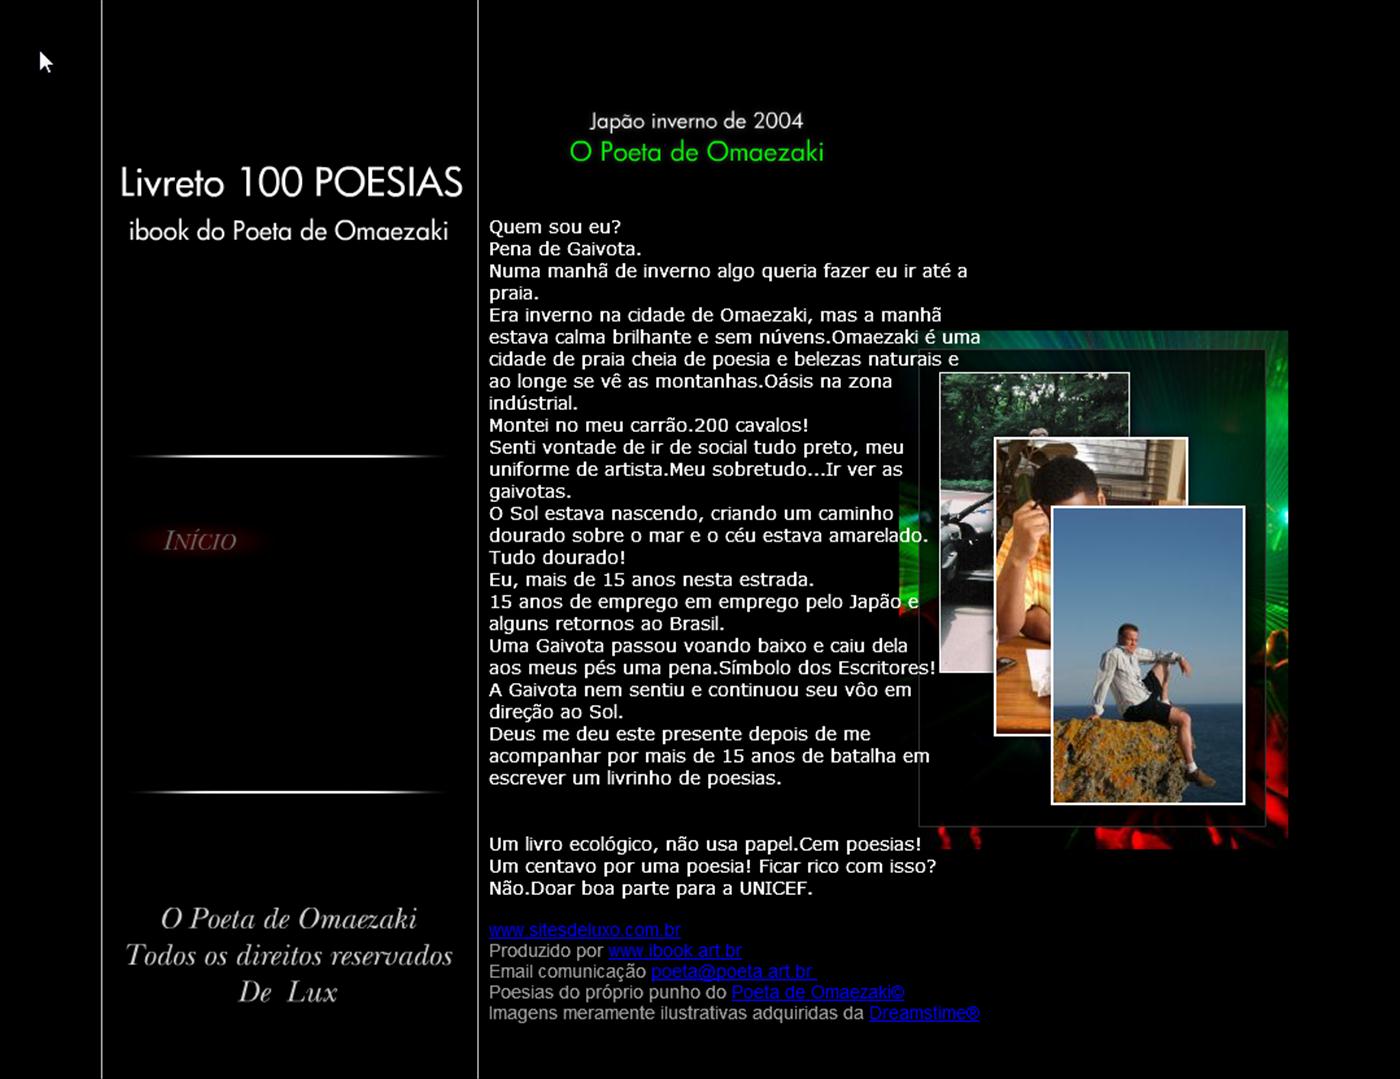 Livreto 100 POESIAS
ibook do Poeta de Omaezaki
INÍCIO
O Poeta de Omaezaki
Todos os direitos reservados
De Lux
Japão inverno de 2004
O Poeta de Omaezaki
Quem sou eu?
Pena de Gaivota.
Numa manhã de inverno algo queria fazer eu ir até a
praia.
Era inverno na cidade de Omaezaki, mas a manhã
estava calma brilhante e sem núvens.Omaezaki é uma
cidade de praia cheia de poesia e belezas naturais e
ao longe se vê as montanhas.Oásis na zona
indústrial.
Montei no meu carrão.200 cavalos!
Senti vontade de ir de social tudo preto, meu
uniforme de artista.Meu sobretudo...Ir ver as
gaivotas.
O Sol estava nascendo, criando um caminho
dourado sobre o mar e o céu estava amarelado.
Tudo dourado!
Eu, mais de 15 anos nesta estrada.
15 anos de emprego em emprego pelo Japão e
alguns retornos ao Brasil.
Uma Gaivota passou voando baixo e caiu dela
aos meus pés uma pena.Símbolo dos Escritores!
A Gaivota nem sentiu e continuou seu vôo em
direção ao Sol.
Deus me deu este presente depois de me
acompanhar por mais de 15 anos de batalha em
escrever um livrinho de poesias.
Um livro ecológico, não usa papel.Cem poesias!
Um centavo por uma poesia! Ficar rico com isso?
Não.Doar boa parte para a UNICEF.
www.sitesdeluxo.com.br
Produzido por www.ibook.art.br
Email comunicação poeta@poeta.art.br
Poesias do próprio punho do Poeta de Omaezaki©
Imagens meramente ilustrativas adquiridas da Dreamstime®